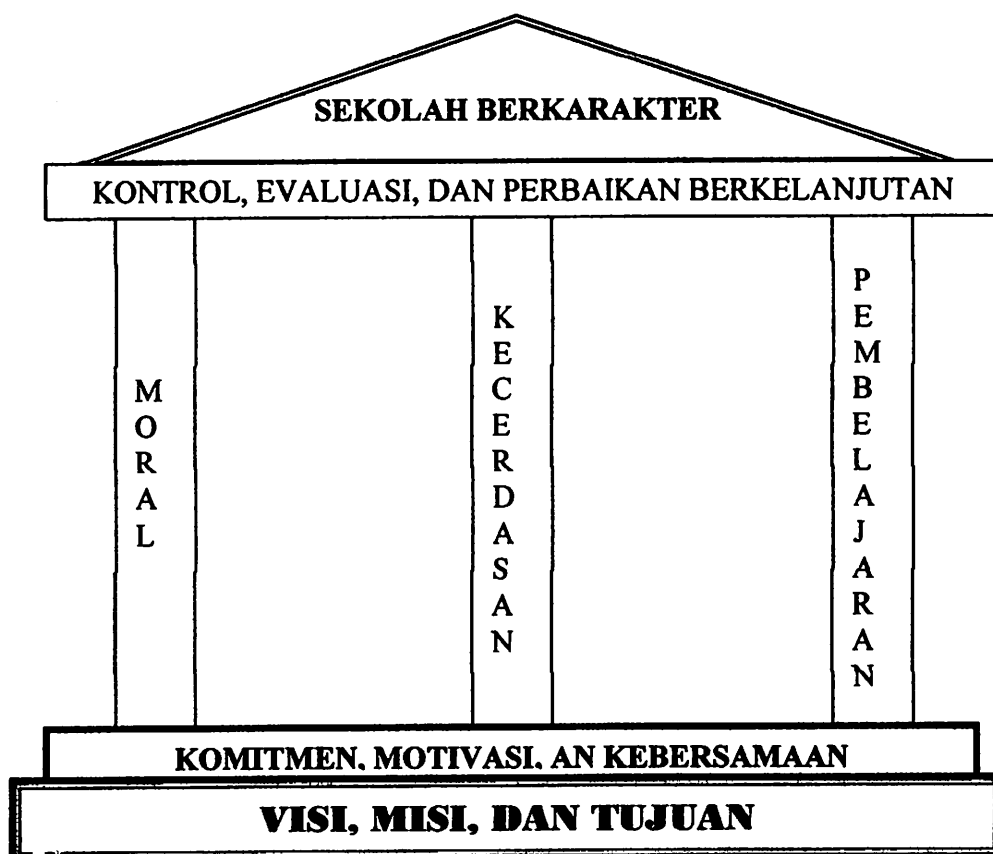 SEKOLAH BERKARAKTER
KONTROL, EVALUASI, DAN PERBAIKAN BERKELANJUTAN
MORAL
KECERDASAN
PEMBELAJARAN
KOMITMEN. MOTIVASI. AN KEBERSAMAAN
VISI, MISI, DAN TUJUAN